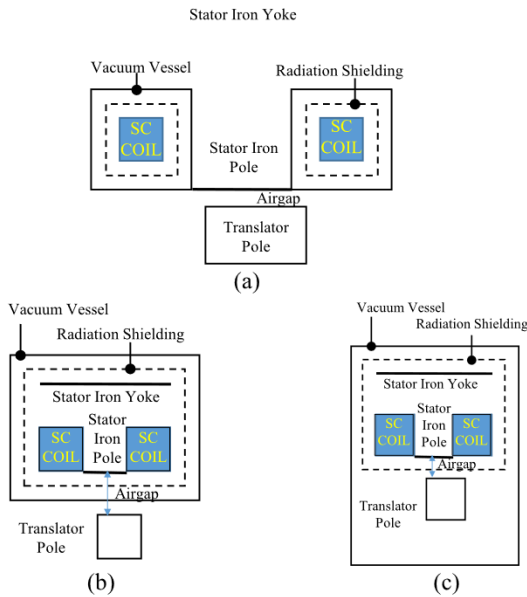 Stator Iron Yoke
Vacuum Vessel
Radiation Shielding
SC
COIL
Stator Iron
Pole
SC
COIL
Airgap
Translator
Pole
(a)
Vacuum Vessel
Radiation Shielding
Stator Iron Yoke
SC
COIL
Stator
Iron
Pole
SC
COIL
Airgap
Translator
Pole
(b)
Vacuum Vessel
Radiation Shielding
Stator Iron Yoke
SC
COIL
Stator
Iron
Pole
SC
COIL
Airgap
Translator
Pole
(c)